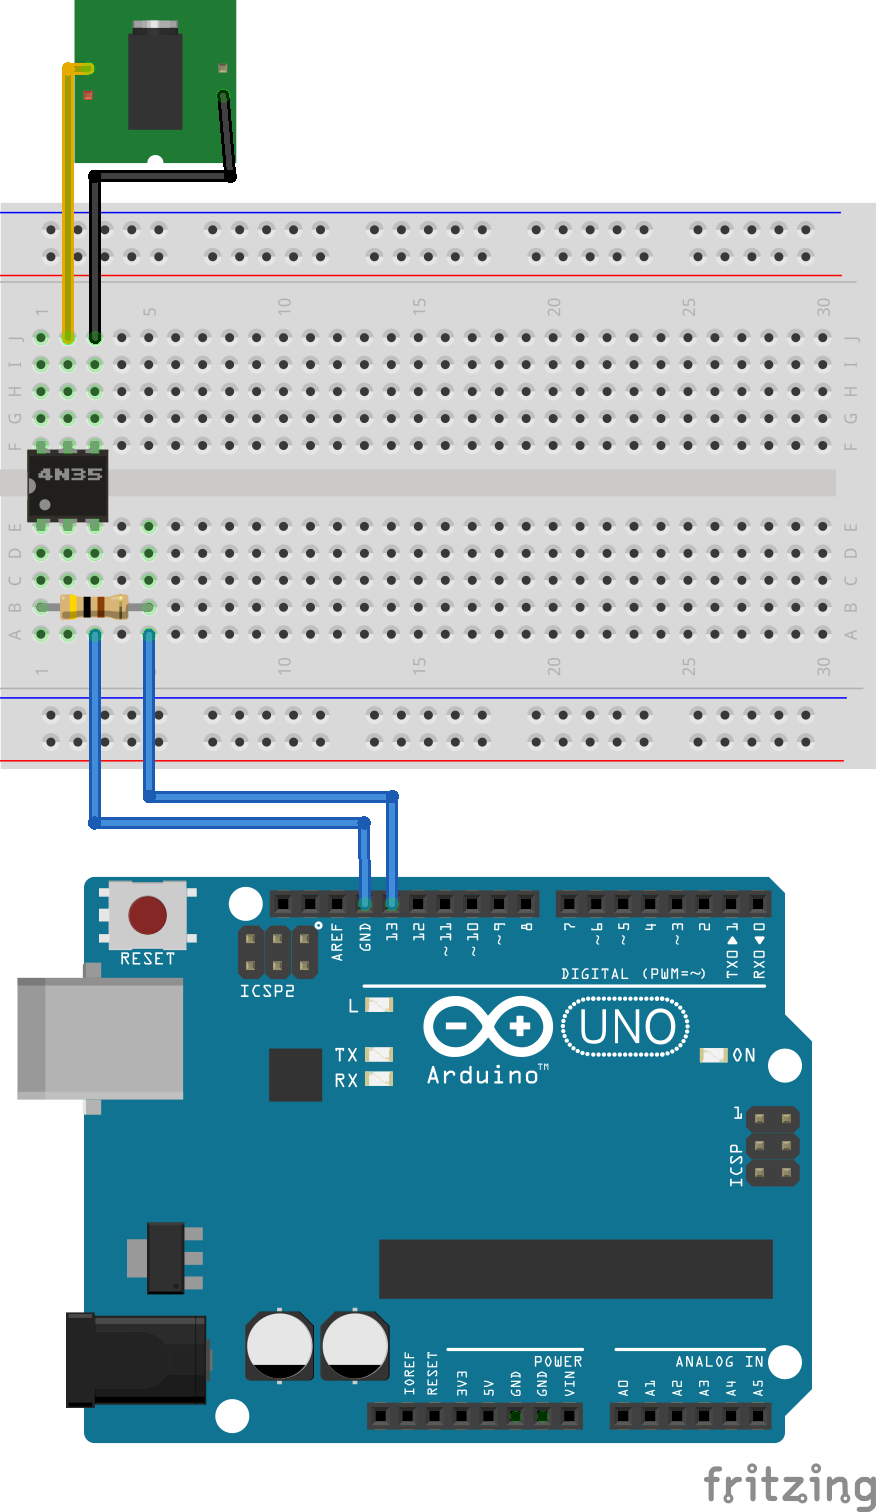 1 5 10 15 20 25 30
J J
I I
H H
G G
F F
4N35
E E
D D
C C
B B
A A
1 10 15 20 25 30
RESET
ICSP2
AREF GND 13 12 ~11 ~10 ~9 8 7 ~6 ~5 4 ~3 2 TX0▶1 RX0◀0
DIGITAL (PWM=~)
L
TX
RX
UNO
Arduino™
ON
1
ICSP
IOREF RESET 3V3 5V GND GND VIN
POWER
A0 A1 A2 A3 A4 A5
ANALOG IN
fritzing